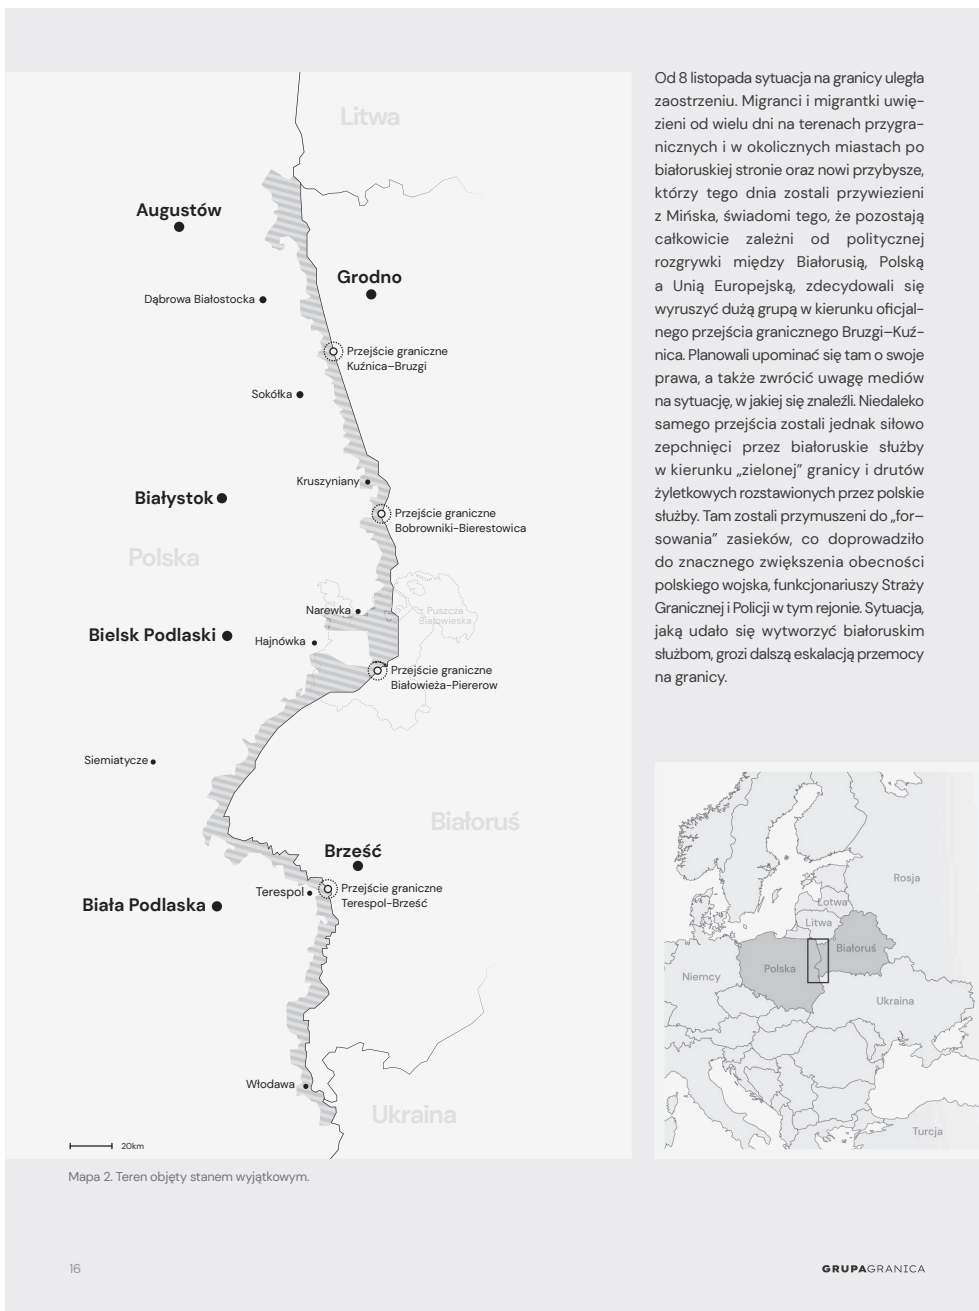 Litwa
Augustów
Grodno
Dąbrowa Białostocka
Przejście graniczne
Kuźnica–Bruzgi
Sokółka
Kruszyniany
Białystok
Przejście graniczne
Bobrowniki-Bierestowica
Polska
Narewka
z Puszcza
Białowieska
Bielsk Podlaski
Hajnówka
Przejście graniczne
Białowieża-Piererow
Siemiatycze
Białoruś
Brześć
Terespol
Przejście graniczne
Terespol-Brześć
Biała Podlaska
Włodawa
Ukraina
20km
Mapa 2. Teren objęty stanem wyjątkowym.
Od 8 listopada sytuacja na granicy uległa
zaostrzeniu. Migranci i migrantki uwię-
zieni od wielu dni na terenach przygra-
nicznych i w okolicznych miastach po
białoruskiej stronie oraz nowi przybysze,
którzy tego dnia zostali przywiezieni
z Mińska, świadomi tego, że pozostają
całkowicie zależni od politycznej
rozgrywki między Białorusią, Polską
a Unią Europejską, zdecydowali się
wyruszyć dużą grupą w kierunku oficjal-
nego przejścia granicznego Bruzgi–Kuź-
nica. Planowali upominać się tam o swoje
prawa, a także zwrócić uwagę mediów
na sytuację, w jakiej się znaleźli. Niedaleko
samego przejścia zostali jednak siłowo
zepchnięci przez białoruskie służby
w kierunku „zielonej” granicy i drutów
żyletkowych rozstawionych przez polskie
służby. Tam zostali przymuszeni do „for-
sowania” zasieków, co doprowadziło
do znacznego zwiększenia obecności
polskiego wojska, funkcjonariuszy Straży
Granicznej i Policji w tym rejonie. Sytuacja,
jaką udało się wytworzyć białoruskim
służbom, grozi dalszą eskalacją przemocy
na granicy.
Rosja
Łotwa
Litwa
Białoruś
Polska
Niemcy
Ukraina
Turcja
16
GRUPAGRANICA